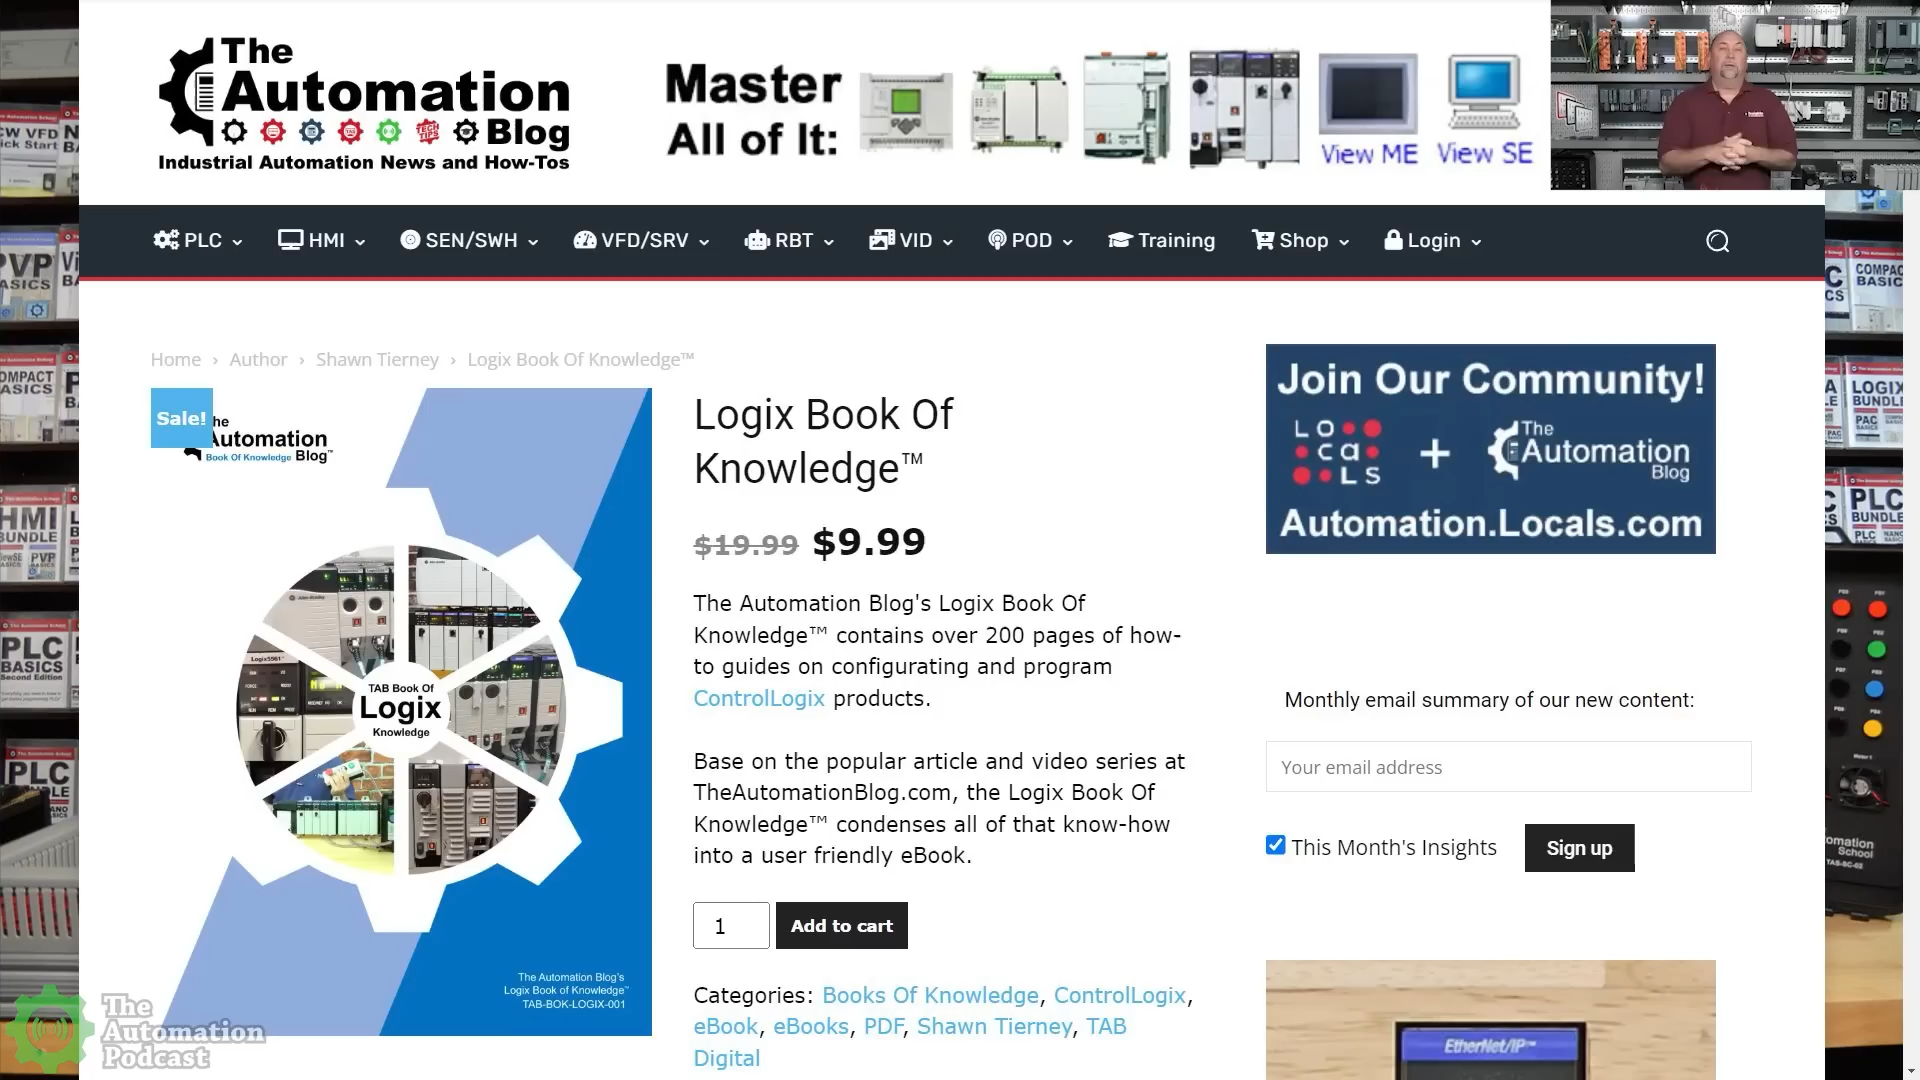 The
Automation
Blog
Industrial Automation News and How-Tos
Master
All of It:
View ME
View SE
PLC
HMI
SEN/SWH
VFD/SRV
RBT
VID
POD
Training
Shop
Login
Home › Author › Shawn Tierney › Logix Book Of Knowledge™
Sale!
Automation
Book Of Knowledge Blog™
TAB Book Of
Logix
Knowledge
The Automation Blog's
Logix Book of Knowledge™
TAB-BOK-LOGIX-001
Logix Book Of
Knowledge™
$19.99 $9.99
The Automation Blog's Logix Book Of
Knowledge™ contains over 200 pages of how-
to guides on configurating and program
ControlLogix products.
Base on the popular article and video series at
TheAutomationBlog.com, the Logix Book Of
Knowledge™ condenses all of that know-how
into a user friendly eBook.
1
Add to cart
Categories: Books Of Knowledge, ControlLogix,
eBook, eBooks, PDF, Shawn Tierney, TAB
Digital
Join Our Community!
LOCALS + The Automation Blog
Automation.Locals.com
Monthly email summary of our new content:
Your email address
This Month's Insights
Sign up
EtherNet/IP™
The
Automation
Podcast